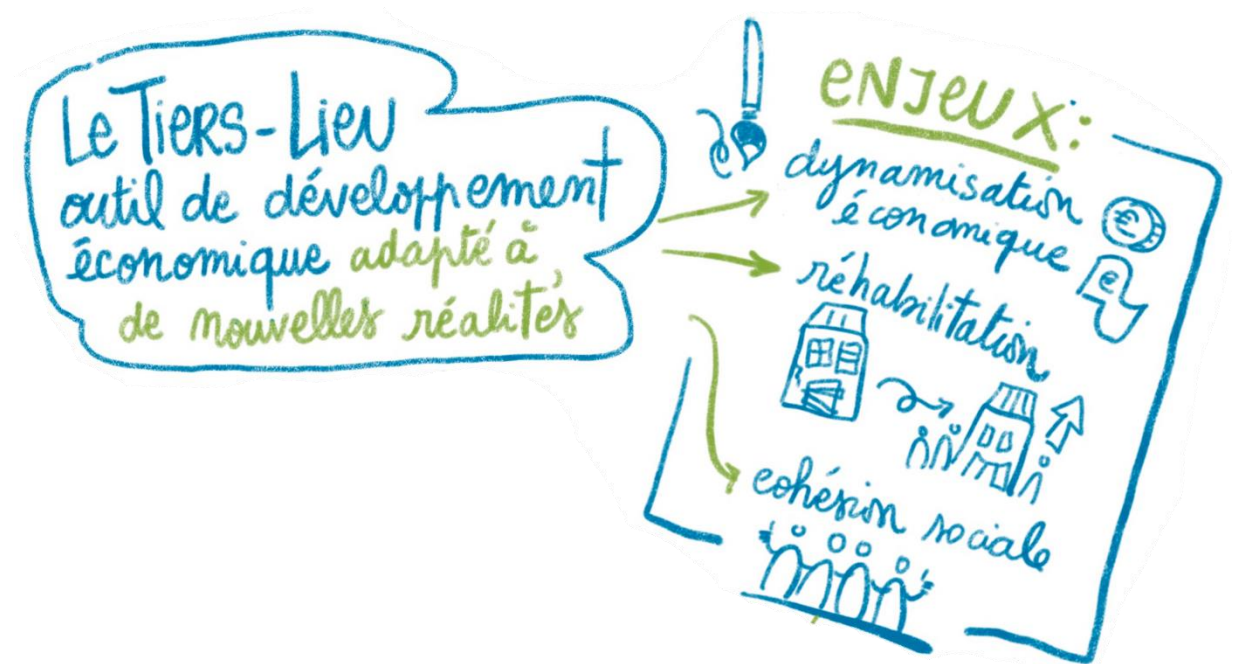 Le Tiers-Lieu
outil de développement
économique adapté à
de nouvelles réalités
ENJEUX:
dynamisation
économique
€
€
réhabilitation
cohésion sociale